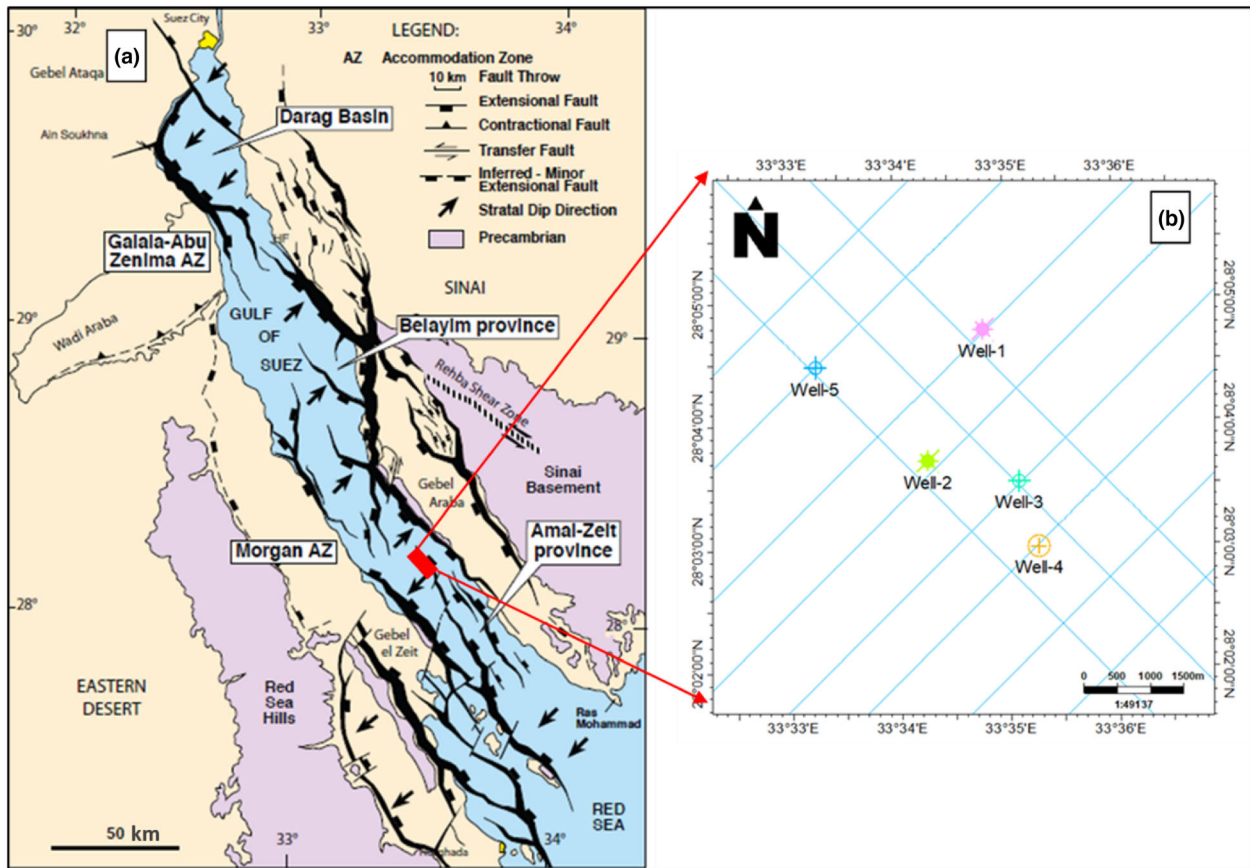 32°
33°
34°
30°
Suez City
(a)
LEGEND:
AZ Accommodation Zone
10 km Fault Throw
Extensional Fault
Contractional Fault
Transfer Fault
Inferred - Minor
Extensional Fault
Stratal Dip Direction
Precambrian
Gebel Ataqa
Ain Soukhna
Darag Basin
Galala-Abu
Zenima AZ
HF
SINAI
29°
29°
Wadi Araba
GULF
OF
SUEZ
Belayim province
Rehba Shear Zone
Sinai
Basement
Gebel
Araba
Morgan AZ
Amal-Zeit
province
28°
28°
Gebel
el Zeit
EASTERN
DESERT
Red
Sea
Hills
Ras
Mohammad
RED
SEA
50 km
33°
34°
33°33'E
33°34'E
33°35'E
33°36'E
(b)
N
28°05'00"N
28°04'00"N
28°03'00"N
28°02'00"N
28°05'00"N
28°04'00"N
28°03'00"N
28°02'00"N
Well-1
Well-5
Well-2
Well-3
Well-4
0 500 1000 1500m
1:49137
33°33'E
33°34'E
33°35'E
33°36'E